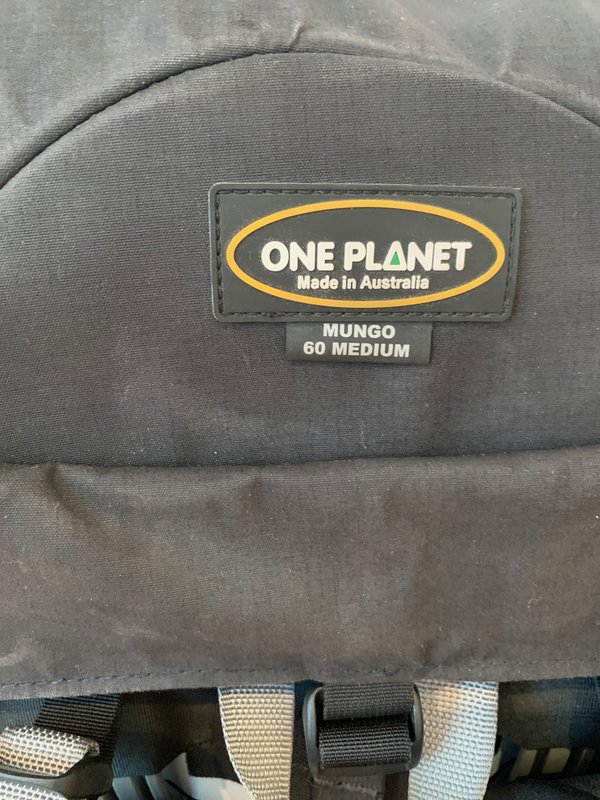 ONE PLANET
Made in Australia
MUNGO
60 MEDIUM